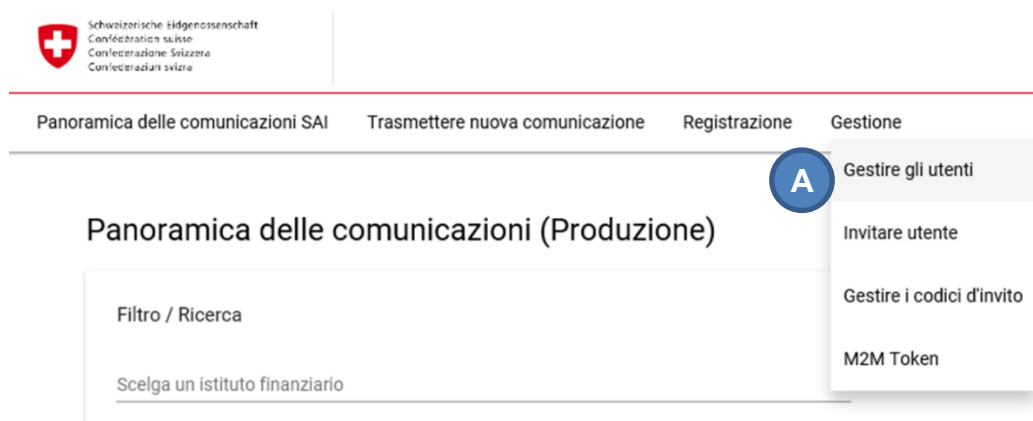 Schweizerische Eidgenossenschaft
Confédération suisse
Confederazione Svizzera
Confederaziun svizra
Panoramica delle comunicazioni SAI Trasmettere nuova comunicazione Registrazione Gestione
A Gestire gli utenti
Panoramica delle comunicazioni (Produzione)
Invitare utente
Gestire i codici d'invito
Filtro / Ricerca
M2M Token
Scelga un istituto finanziario